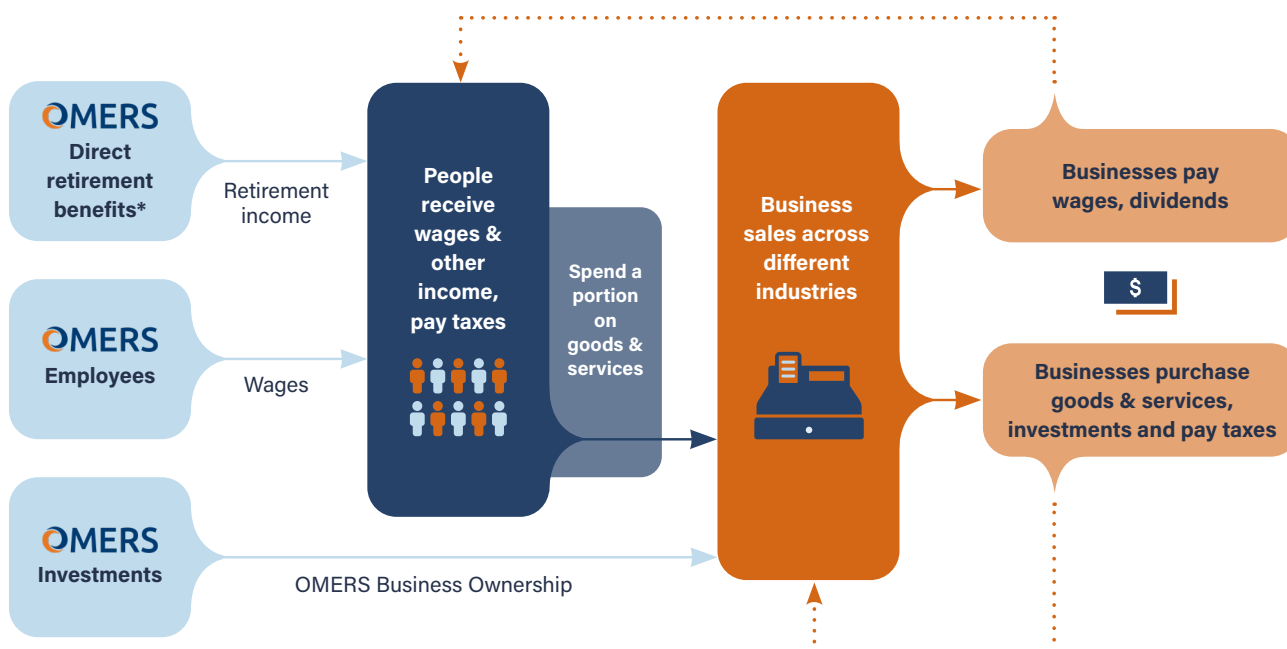 OMERS
Direct
retirement
benefits*
Retirement
income
OMERS
Employees
Wages
OMERS
Investments
OMERS Business Ownership
People
receive
wages &
other
income,
pay taxes
Spend a
portion
on
goods &
services
Business
sales across
different
industries
Businesses pay
wages, dividends
$
Businesses purchase
goods & services,
investments and pay taxes